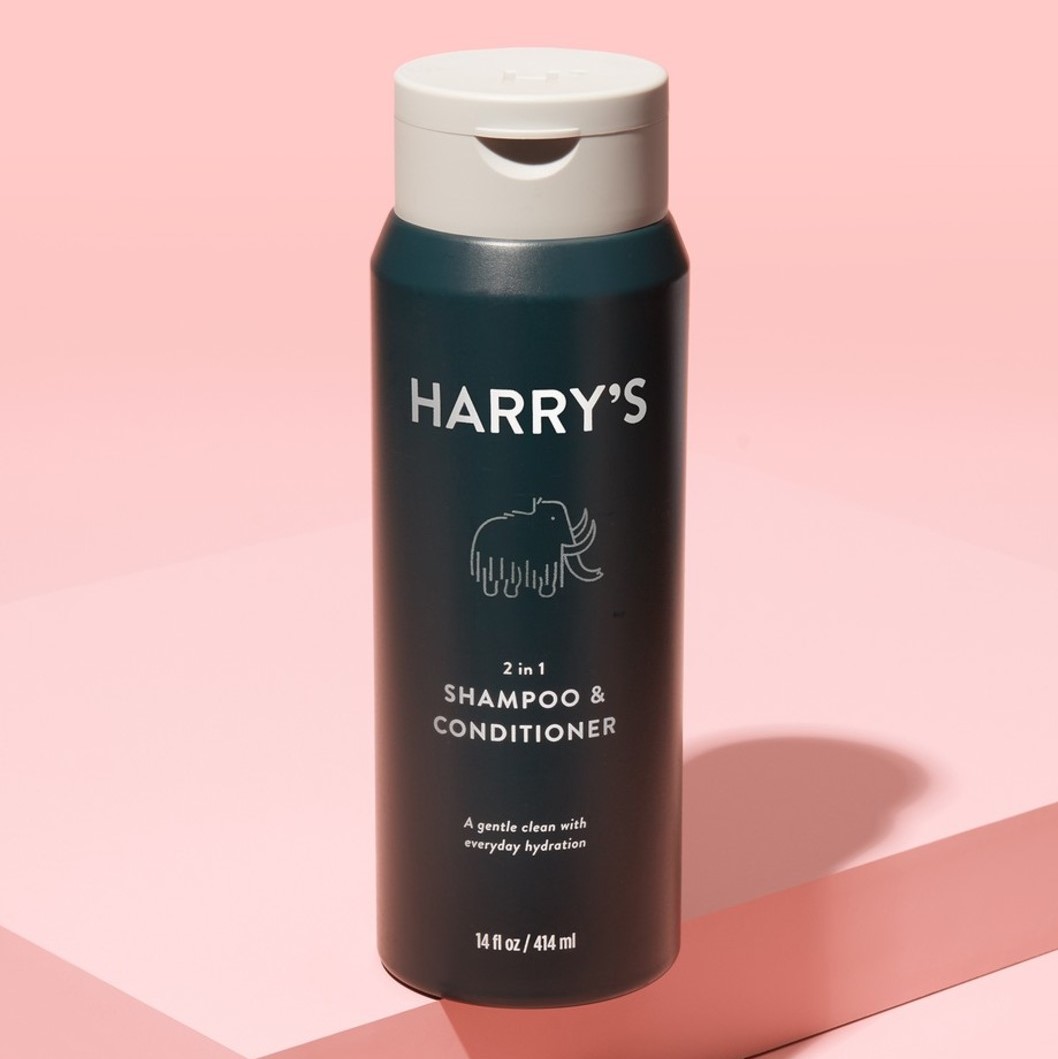 HARRY'S
2 in 1
SHAMPOO &
CONDITIONER
A gentle clean with
everyday hydration
14 fl oz / 414 ml